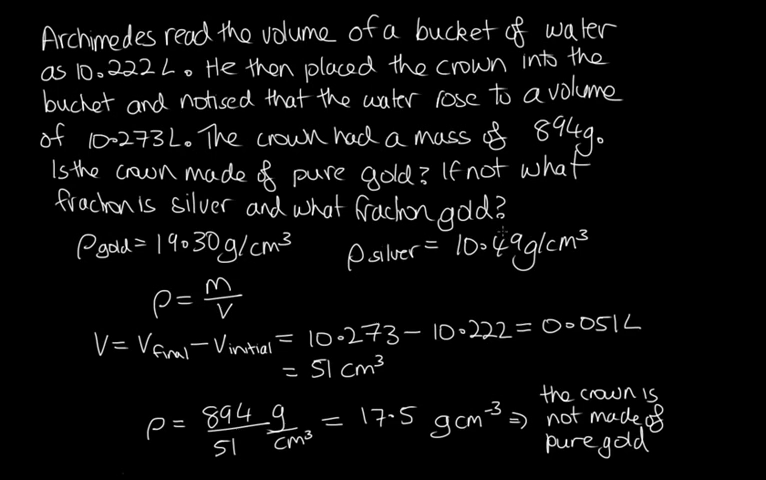 Archimedes read the volume of a bucket of water
as 10.222 L. He then placed the crown into the
bucket and notised that the water rose to a volume
of 10.273L. The crown had a mass of 894g.
Is the crown made of pure gold? If not what
fraction is silver and what fraction gold?
ρgold = 19.30 g/cm³ ρsilver = 10.49g/cm³
ρ = m/V
V = Vfinal - Vinitial = 10.273 - 10.222 = 0.051 L
= 51 cm³
ρ = 894/51 g/cm³ = 17.5 gcm⁻³ ⇒ the crown is
not made of
pure gold